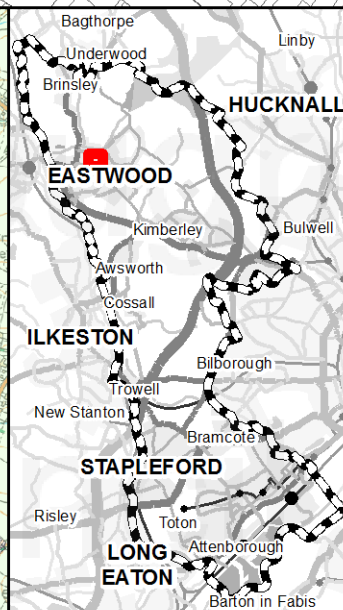 Bagthorpe
Linby
Underwood
Brinsley
HUCKNALL
EASTWOOD
Kimberley
Bulwell
Awsworth
Cossall
ILKESTON
Bilborough
Trowell
New Stanton
Bramcote
STAPLEFORD
Risley
Toton
LONG
EATON
Attenborough
Barton in Fabis